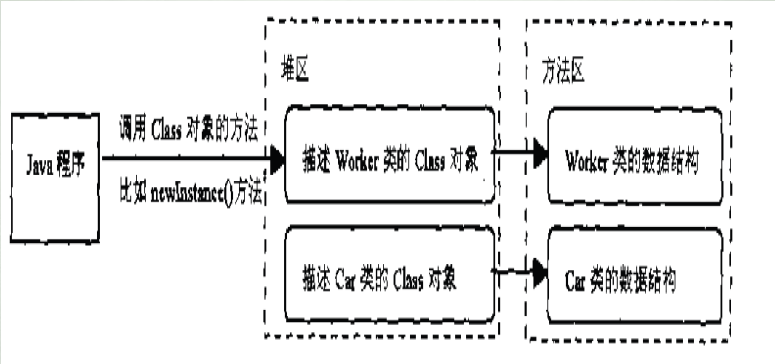 堆区
方法区
调用 Class 对象的方法
Java 程序
描述 Worker 类的 Class 对象
Worker 类的数据结构
比如 newInstance()方法
描述 Car 类的 Class 对象
Car 类的数据结构